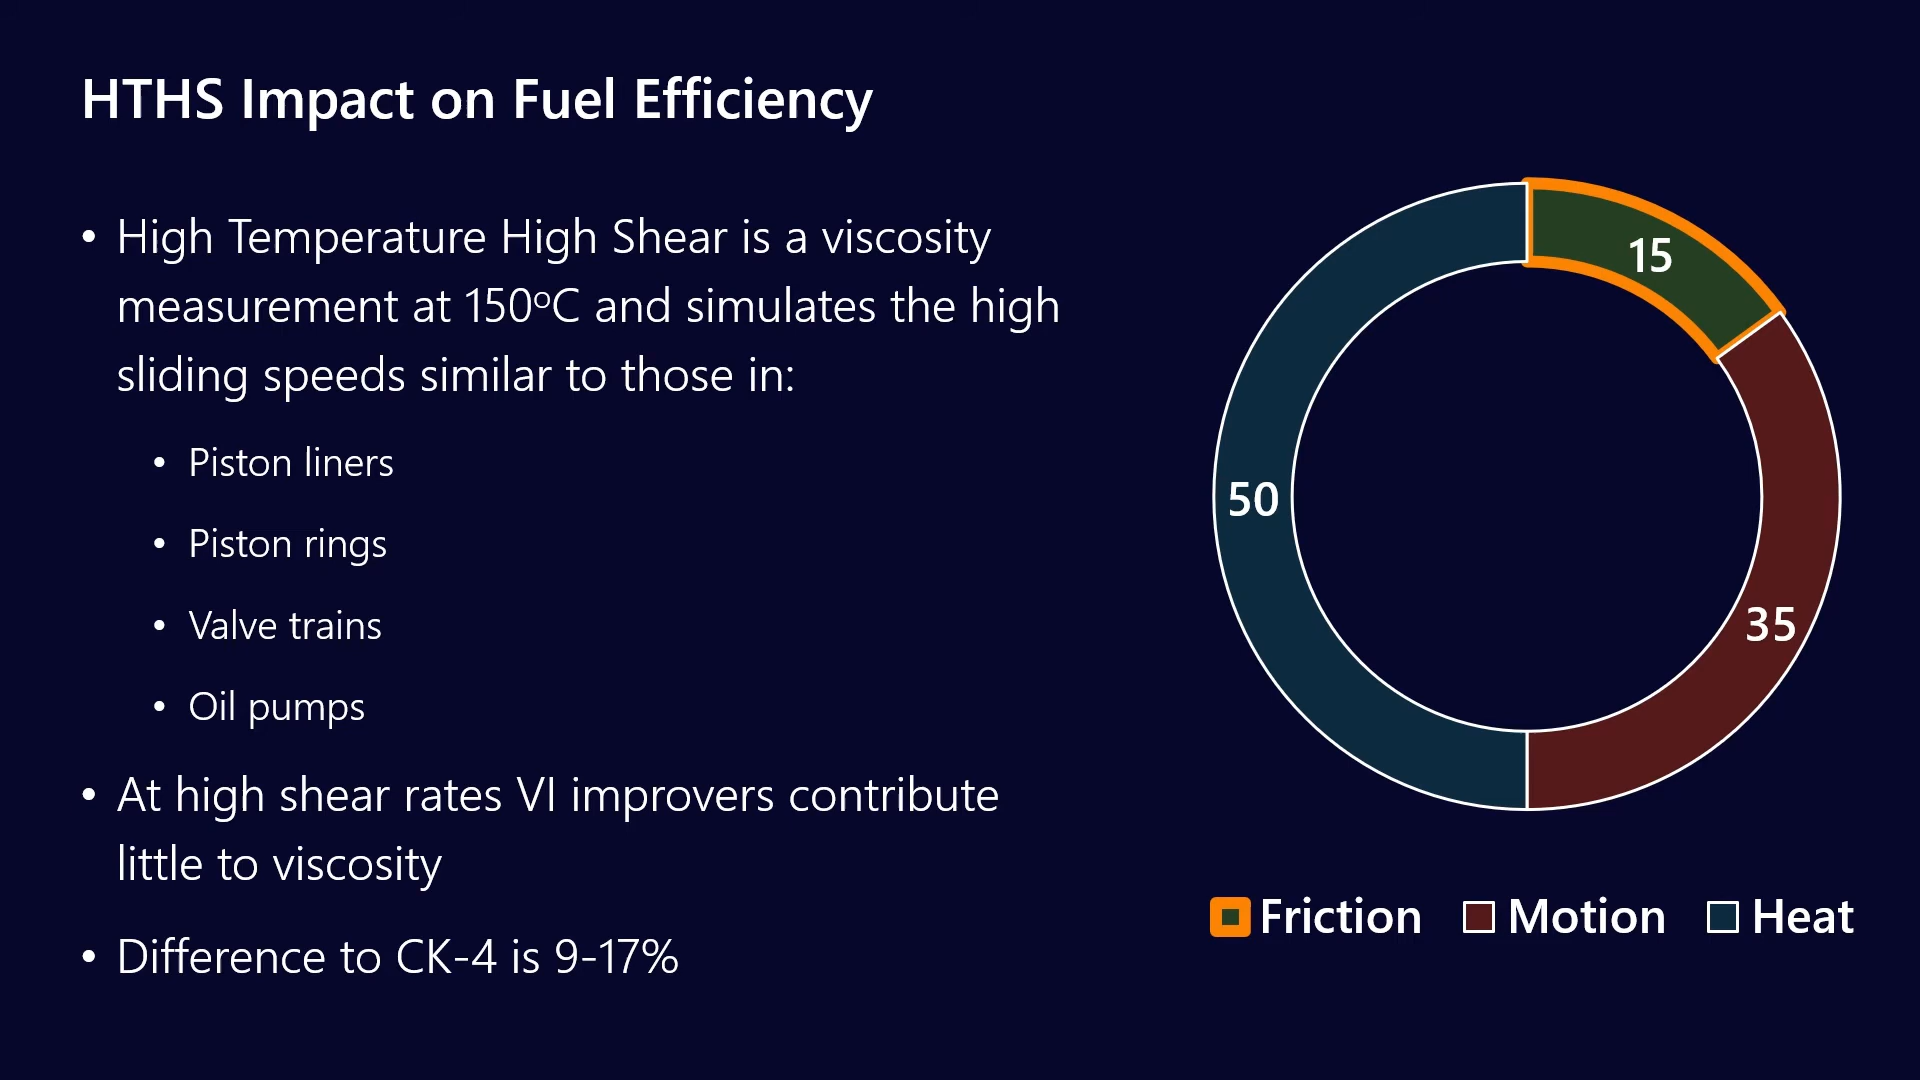 HTHS Impact on Fuel Efficiency
• High Temperature High Shear is a viscosity
measurement at 150ºC and simulates the high
sliding speeds similar to those in:
• Piston liners
• Piston rings
• Valve trains
• Oil pumps
• At high shear rates VI improvers contribute
little to viscosity
• Difference to CK-4 is 9-17%
15
50
35
Friction Motion Heat